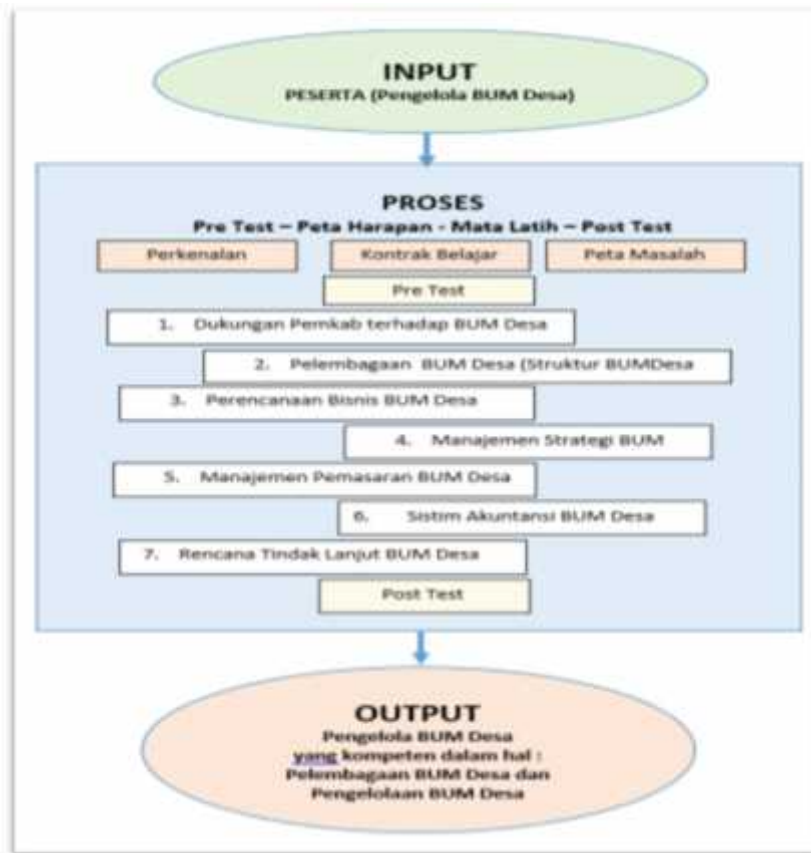 INPUT
PESERTA (Pengelola BUM Desa)
PROSES
Pre Test – Peta Harapan - Mata Latih – Post Test
Perkenalan
Kontrak Belajar
Peta Masalah
Pre Test
1. Dukungan Pemkab terhadap BUM Desa
2. Pelembagaan BUM Desa (Struktur BUMDesa
3. Perencanaan Bisnis BUM Desa
4. Manajemen Strategi BUM
5. Manajemen Pemasaran BUM Desa
6. Sistim Akuntansi BUM Desa
7. Rencana Tindak Lanjut BUM Desa
Post Test
OUTPUT
Pengelola BUM Desa
yang kompeten dalam hal :
Pelembagaan BUM Desa dan
Pengelolaan BUM Desa